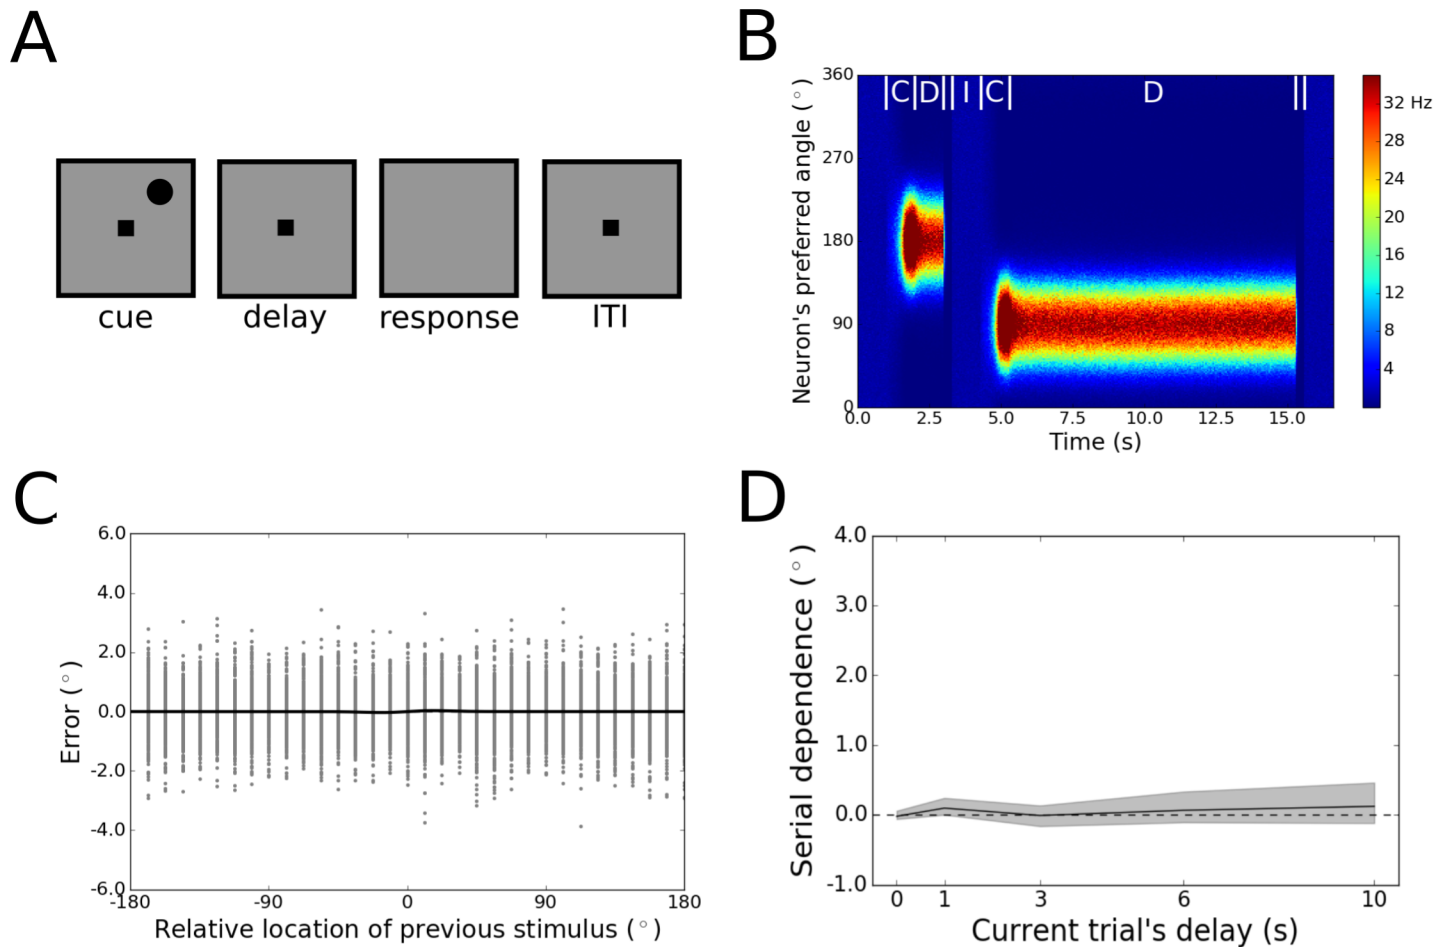 A
cue
delay
response
ITI
B
Neuron's preferred angle (°)
360
270
180
90
0
C D I C D
0.0 2.5 5.0 7.5 10.0 12.5 15.0
Time (s)
32 Hz
28
24
20
16
12
8
4
C
Error (°)
6.0
4.0
2.0
0.0
-2.0
-4.0
-6.0
-180 -90 0 90 180
Relative location of previous stimulus (°)
D
Serial dependence (°)
4.0
3.0
2.0
1.0
0.0
-1.0
0 1 3 6 10
Current trial's delay (s)